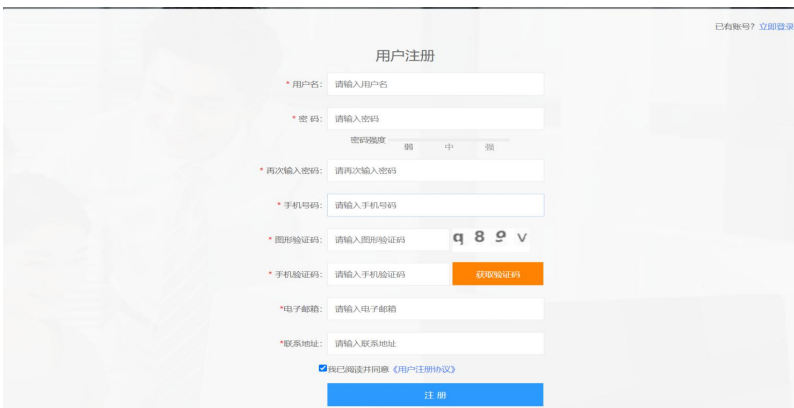 已有账号? 立即登录
用户注册
* 用户名: 请输入用户名
* 密 码: 请输入密码
密码强度 弱 中 强
* 再次输入密码: 请再次输入密码
* 手机号码: 请输入手机号码
* 图形验证码: 请输入图形验证码 q 8 9 v
* 手机验证码: 请输入手机验证码 获取验证码
*电子邮箱: 请输入电子邮箱
*联系地址: 请输入联系地址
我已阅读并同意《用户注册协议》
注 册